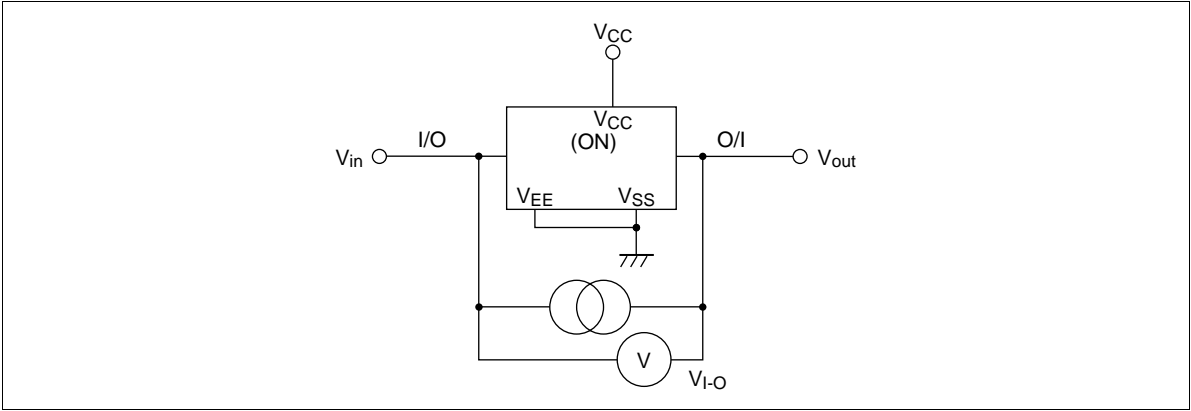 VCC
VCC
(ON)
I/O
O/I
Vin
Vout
VEE
VSS
V
VI-O